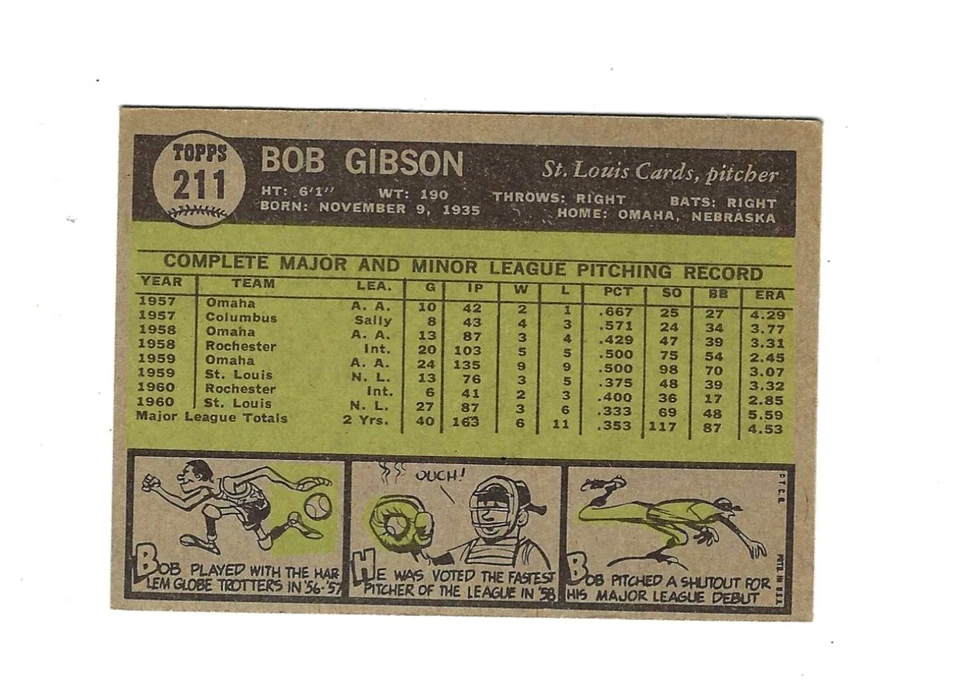 TOPPS
211
BOB GIBSON
St. Louis Cards, pitcher
HT: 6'1" WT: 190 THROWS: RIGHT BATS: RIGHT
BORN: NOVEMBER 9, 1935 HOME: OMAHA, NEBRASKA
COMPLETE MAJOR AND MINOR LEAGUE PITCHING RECORD
YEAR TEAM LEA. G IP W L PCT SO BB ERA
1957 Omaha A. A. 10 42 2 1 .667 25 27 4.29
1957 Columbus Sally 8 43 4 3 .571 24 34 3.77
1958 Omaha A. A. 13 87 3 4 .429 47 39 3.31
1958 Rochester Int. 20 103 5 5 .500 75 54 2.45
1959 Omaha A. A. 24 135 9 9 .500 98 70 3.07
1959 St. Louis N. L. 13 76 3 5 .375 48 39 3.32
1960 Rochester Int. 6 41 2 3 .400 36 17 2.85
1960 St. Louis N. L. 27 87 3 6 .333 69 48 5.59
Major League Totals 2 Yrs. 40 163 6 11 .353 117 87 4.53
BOB PLAYED WITH THE HAR
LEM GLOBE TROTTERS IN '56-'57
OUCH!
HE WAS VOTED THE FASTEST
PITCHER OF THE LEAGUE IN '58
BOB PITCHED A SHUTOUT FOR
HIS MAJOR LEAGUE DEBUT
© T.C.G.
PRTD. IN U.S.A.